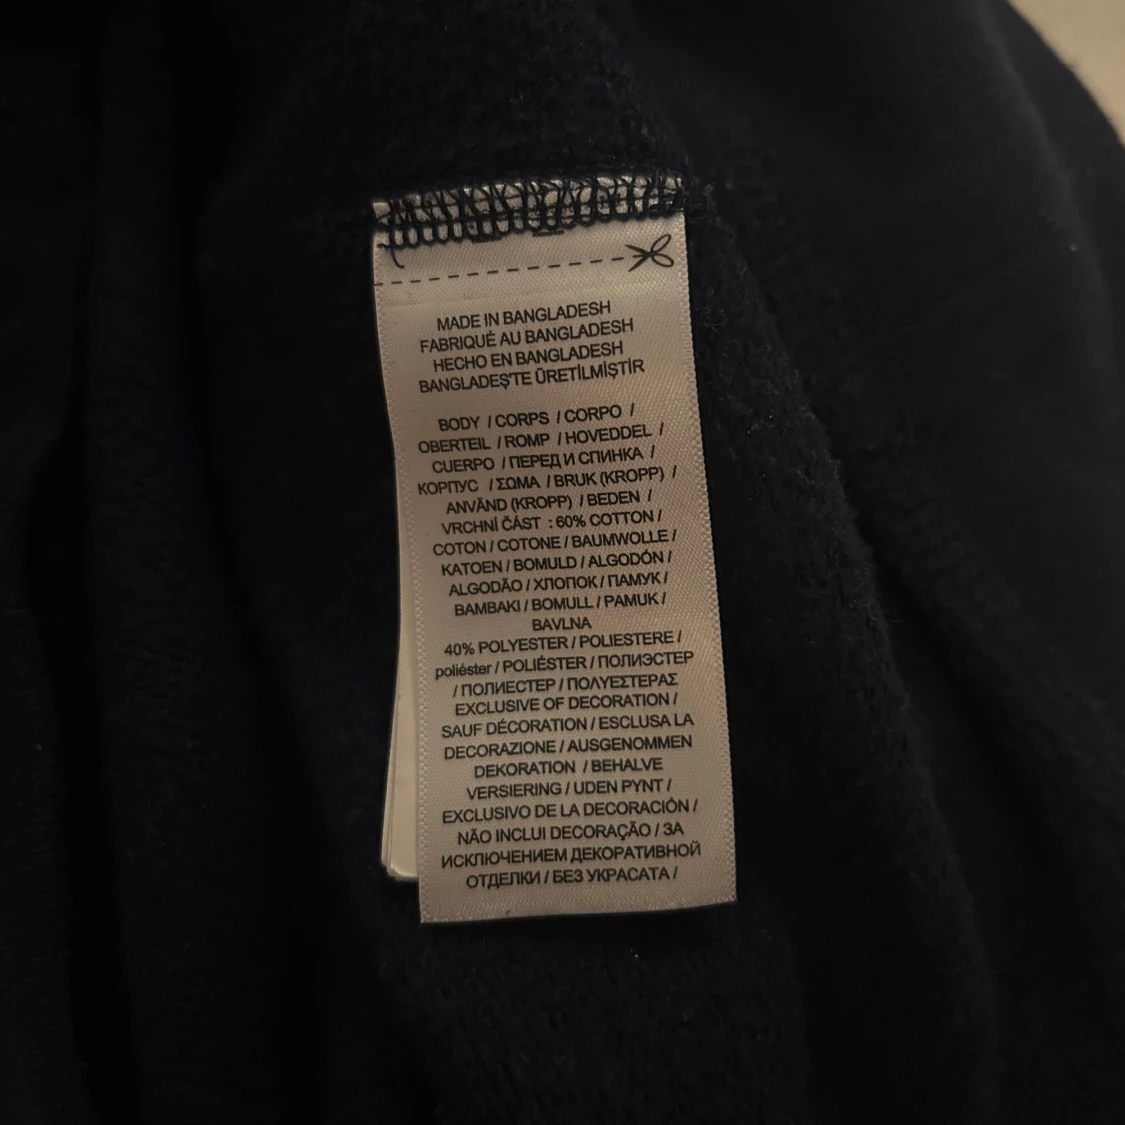 MADE IN BANGLADESH
FABRIQUÉ AU BANGLADESH
HECHO EN BANGLADESH
BANGLADEŞ'TE ÜRETİLMİŞTİR
BODY / CORPS / CORPO /
OBERTEIL / ROMP / HOVEDDEL /
CUERPO / ПЕРЕД И СПИНКА /
КОРПУС / ΣΩΜΑ / BRUK (KROPP) /
ANVÄND (KROPP) / BEDEN /
VRCHNÍ ČÁST : 60% COTTON /
COTON / COTONE / BAUMWOLLE /
KATOEN / BOMULD / ALGODÓN /
ALGODÃO / ХЛОПОК / ПАМУК /
BAMBAKI / BOMULL / PAMUK /
BAVLNA
40% POLYESTER / POLIESTERE /
poliéster / POLIÉSTER / ПОЛИЭСТЕР
/ ПОЛИЕСТЕР / ΠΟΛΥΕΣΤΕΡΑΣ
EXCLUSIVE OF DECORATION /
SAUF DÉCORATION / ESCLUSA LA
DECORAZIONE / AUSGENOMMEN
DEKORATION / BEHALVE
VERSIERING / UDEN PYNT /
EXCLUSIVO DE LA DECORACIÓN /
NÃO INCLUI DECORAÇÃO / ЗА
ИСКЛЮЧЕНИЕМ ДЕКОРАТИВНОЙ
ОТДЕЛКИ / БЕЗ УКРАСАТА /